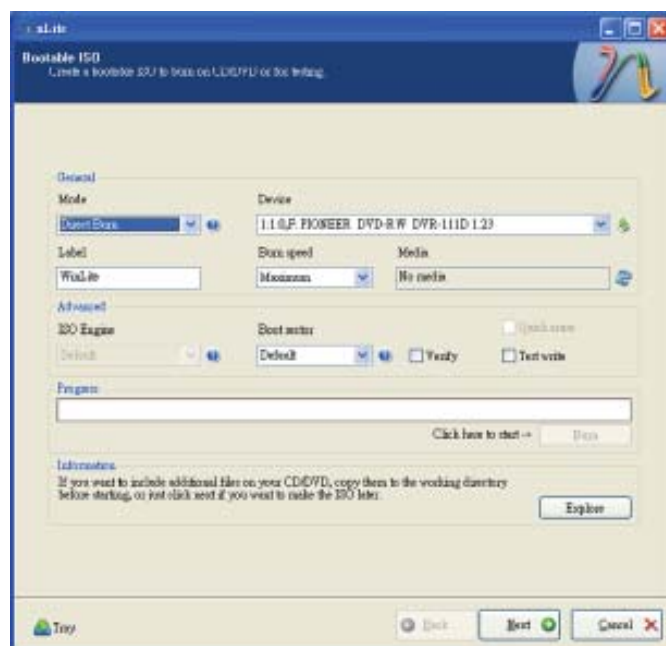 nLite
Bootable ISO
Create a bootable ISO to burn on CD/DVD or for testing.
General
Mode
Device
Direct Burn
1:1:0,F: PIONEER DVD-RW DVR-111D 1.23
Label
Burn speed
Media
WinLite
Maximum
No media
Advanced
ISO Engine
Boot sector
Quick erase
Default
Default
Verify
Test write
Progress
Click here to start→
Burn
Information
If you want to include additional files on your CD/DVD, copy them to the working directory
before starting, or just click next if you want to make the ISO later.
Explore
Tray
Back
Next
Cancel